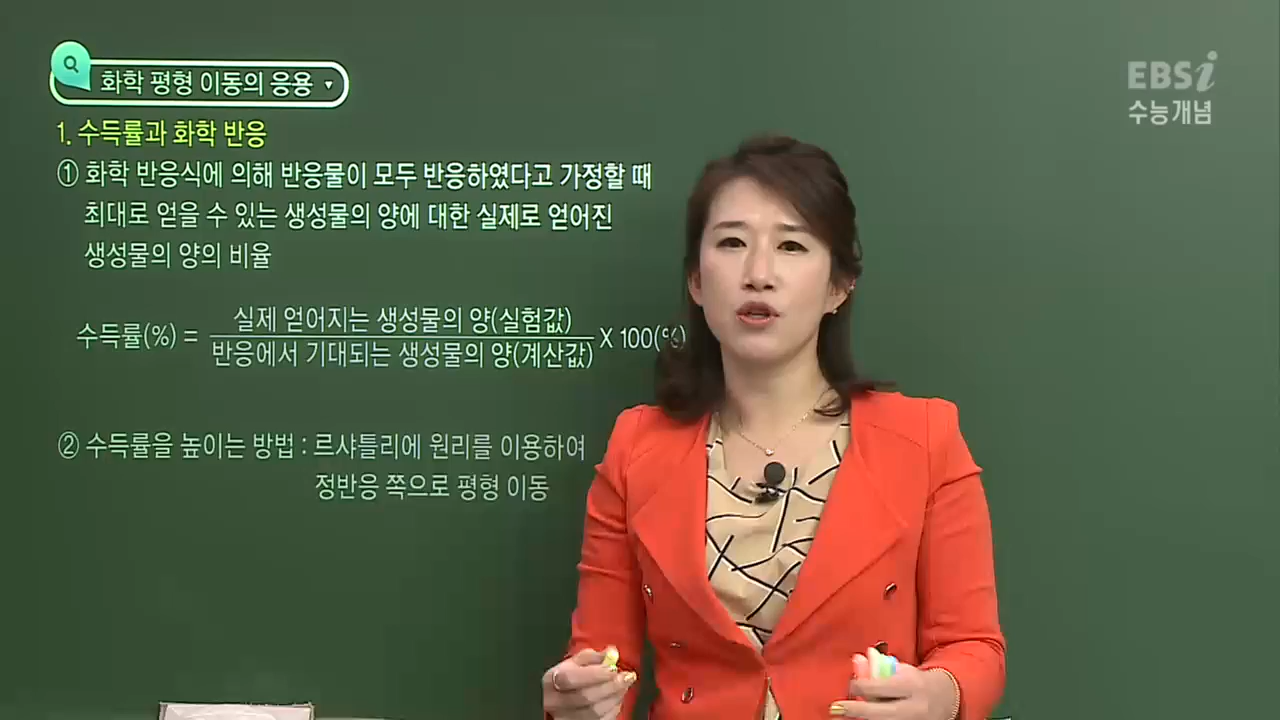 화학 평형 이동의 응용
EBSi
수능개념
1. 수득률과 화학 반응
① 화학 반응식에 의해 반응물이 모두 반응하였다고 가정할 때
최대로 얻을 수 있는 생성물의 양에 대한 실제로 얻어진
생성물의 양의 비율
실제 얻어지는 생성물의 양(실험값)
수득률(%) = X 100(%)
반응에서 기대되는 생성물의 양(계산값)
② 수득률을 높이는 방법 : 르샤틀리에 원리를 이용하여
정반응 쪽으로 평형 이동